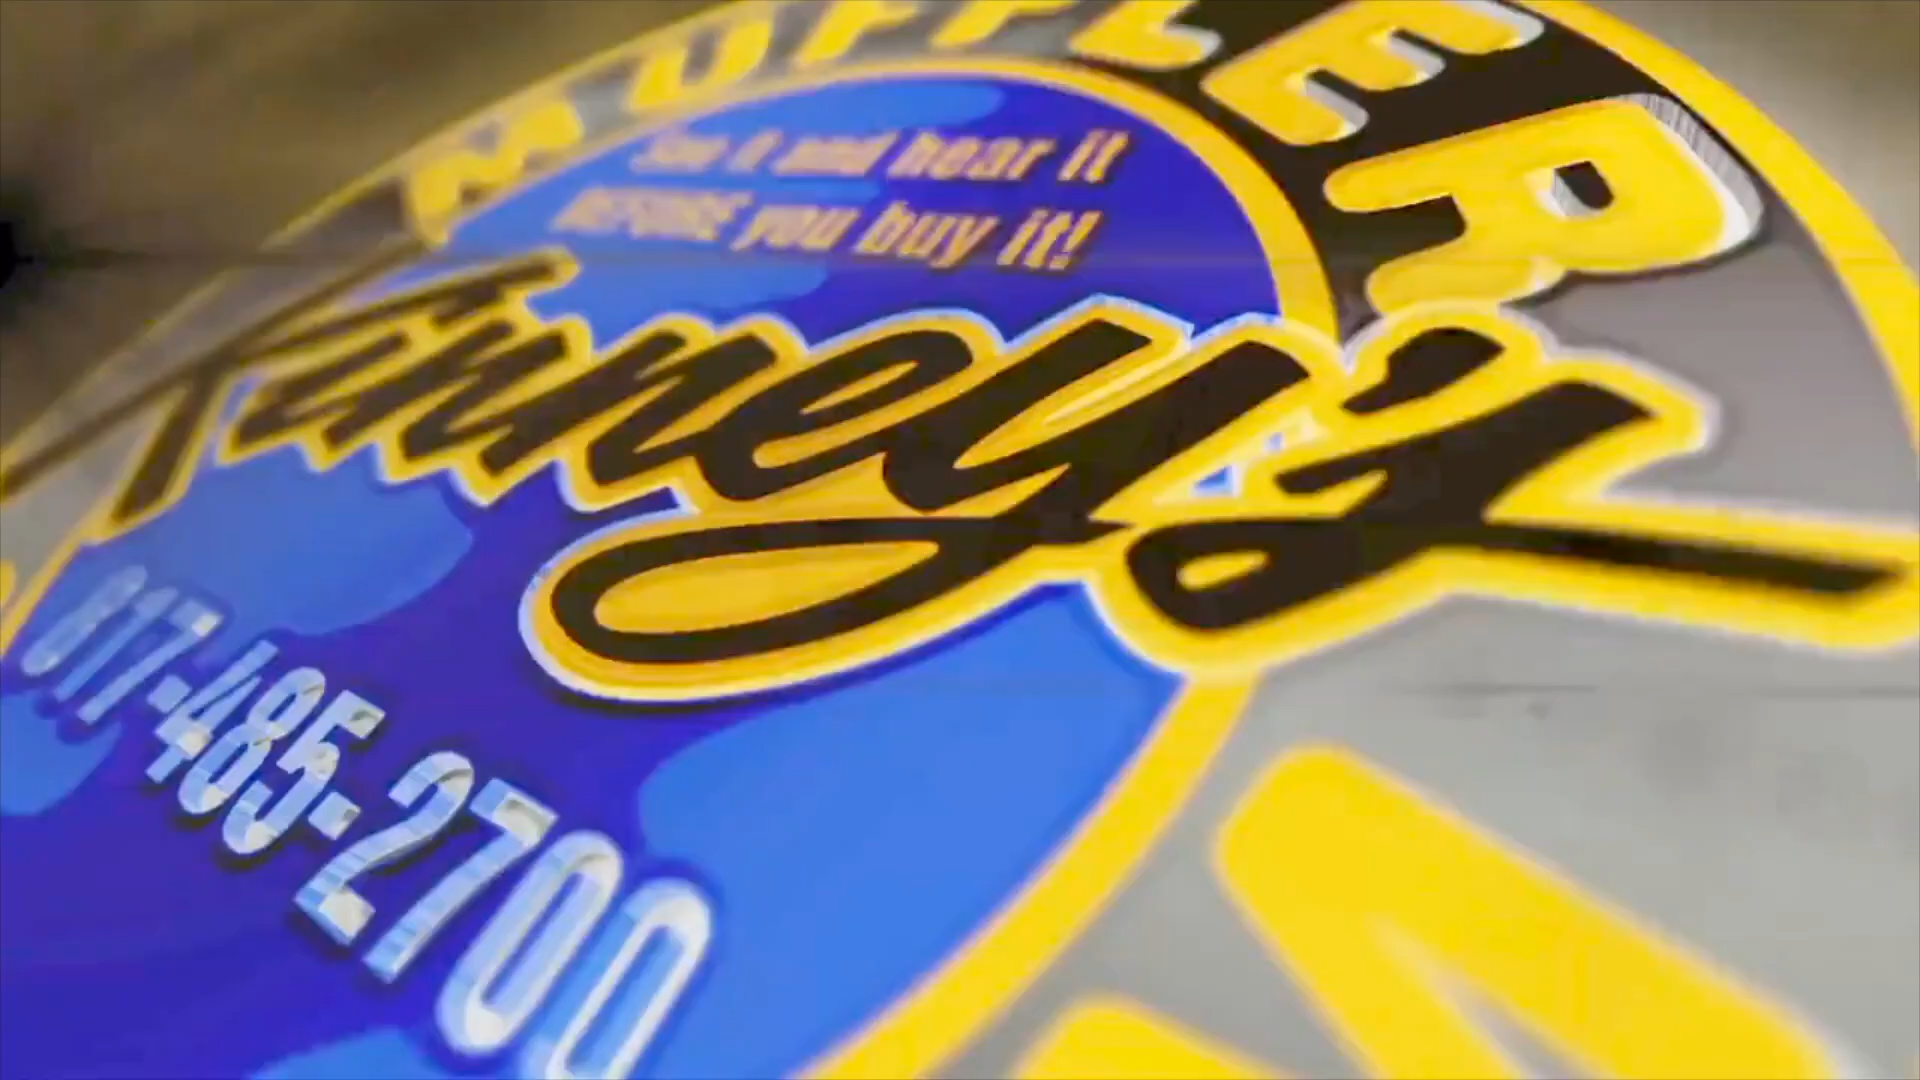 MUFFLER
See it and hear it
BEFORE you buy it!
Kinney's
817-485-2700